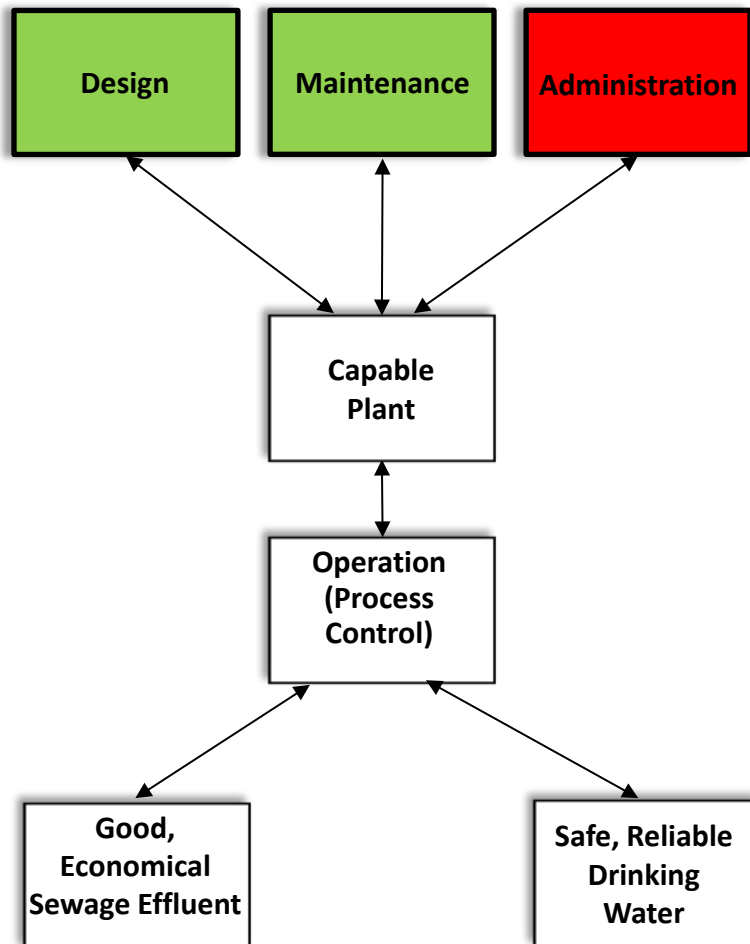 Design
Maintenance
Administration
Capable
Plant
Operation
(Process
Control)
Good,
Economical
Sewage Effluent
Safe, Reliable
Drinking
Water